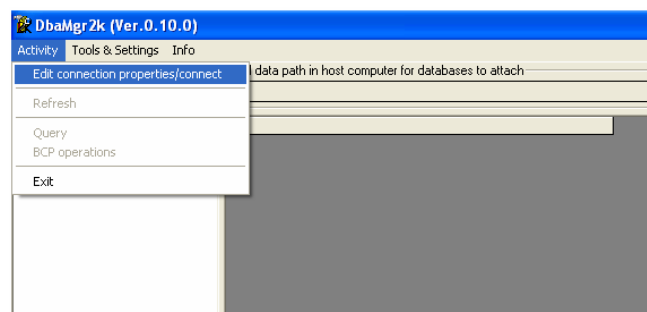 DbaMgr2k (Ver.0.10.0)
Activity Tools & Settings Info
Edit connection properties/connect
data path in host computer for databases to attach
Refresh
Query
BCP operations
Exit